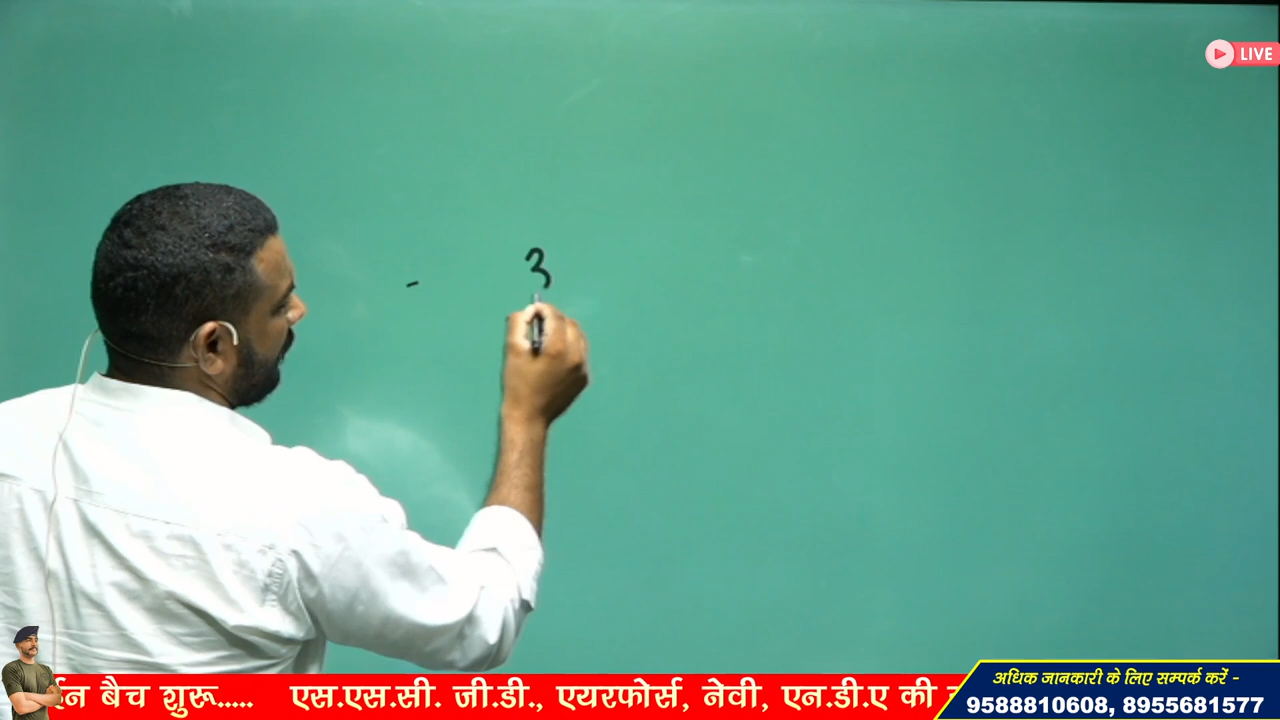 LIVE
- 3
अधिक जानकारी के लिए सम्पर्क करें -
बैच शुरू..... एस.एस.सी. जी.डी., एयरफोर्स, नेवी, एन.डी.ए की
9588810608, 8955681577